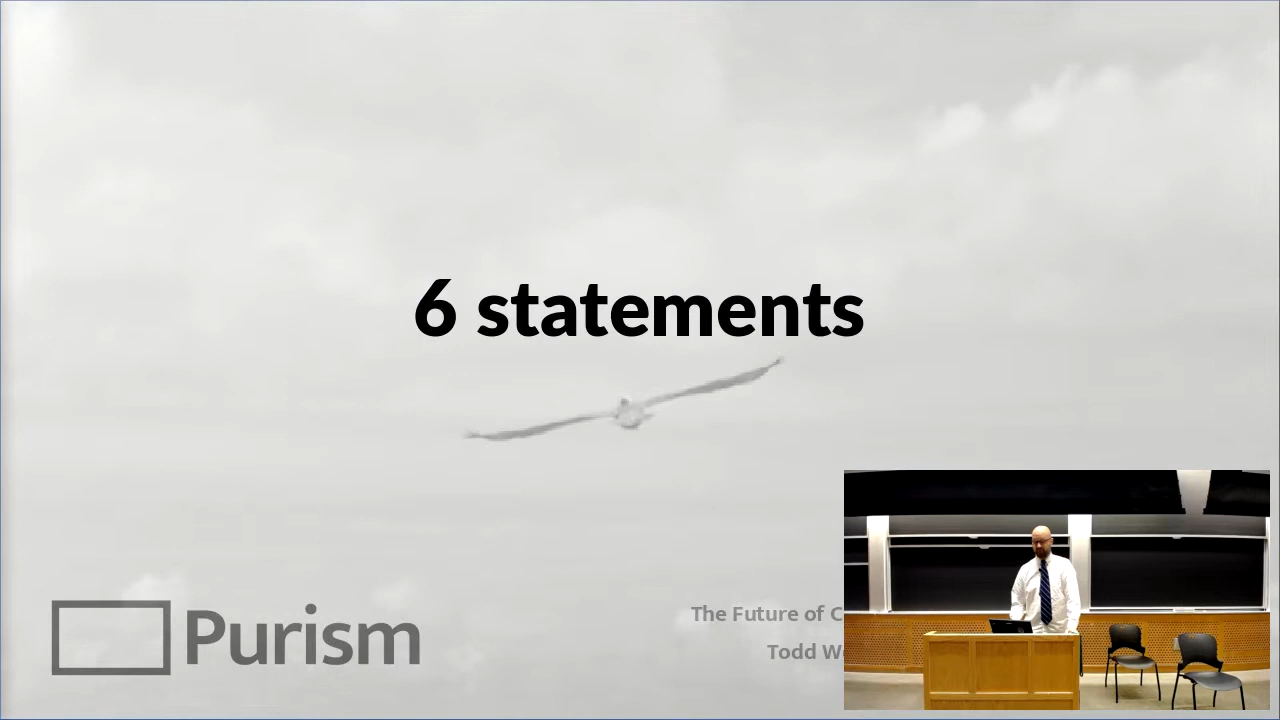 6 statements
Purism
The Future of
Todd